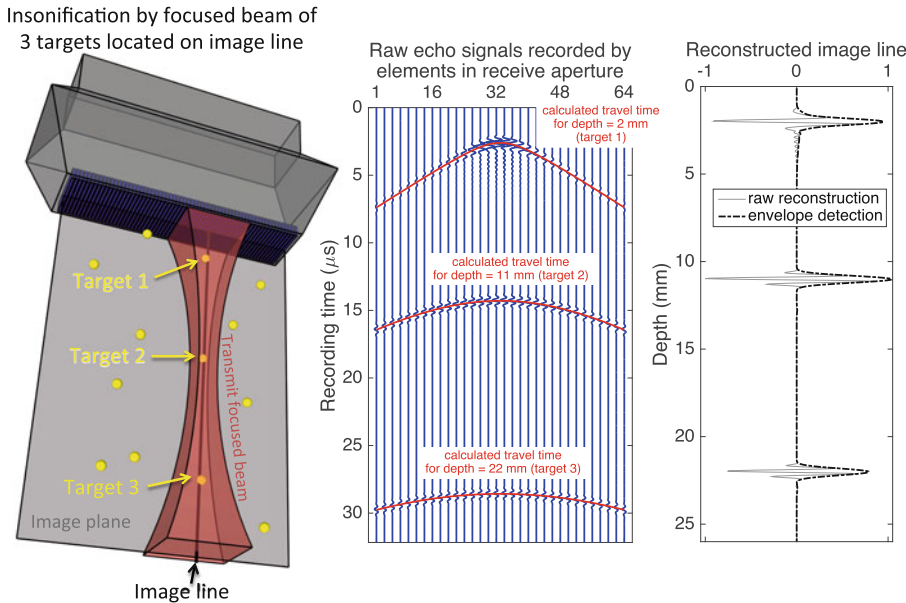 Insonification by focused beam of
3 targets located on image line
Target 1
Target 2
Target 3
Transmit focused beam
Image plane
Image line
Raw echo signals recorded by
elements in receive aperture
1 16 32 48 64
calculated travel time
for depth = 2 mm
(target 1)
calculated travel time
for depth = 11 mm (target 2)
calculated travel time
for depth = 22 mm (target 3)
Recording time (μs)
0
5
10
15
20
25
30
Reconstructed image line
-1 0 1
raw reconstruction
envelope detection
Depth (mm)
0
5
10
15
20
25